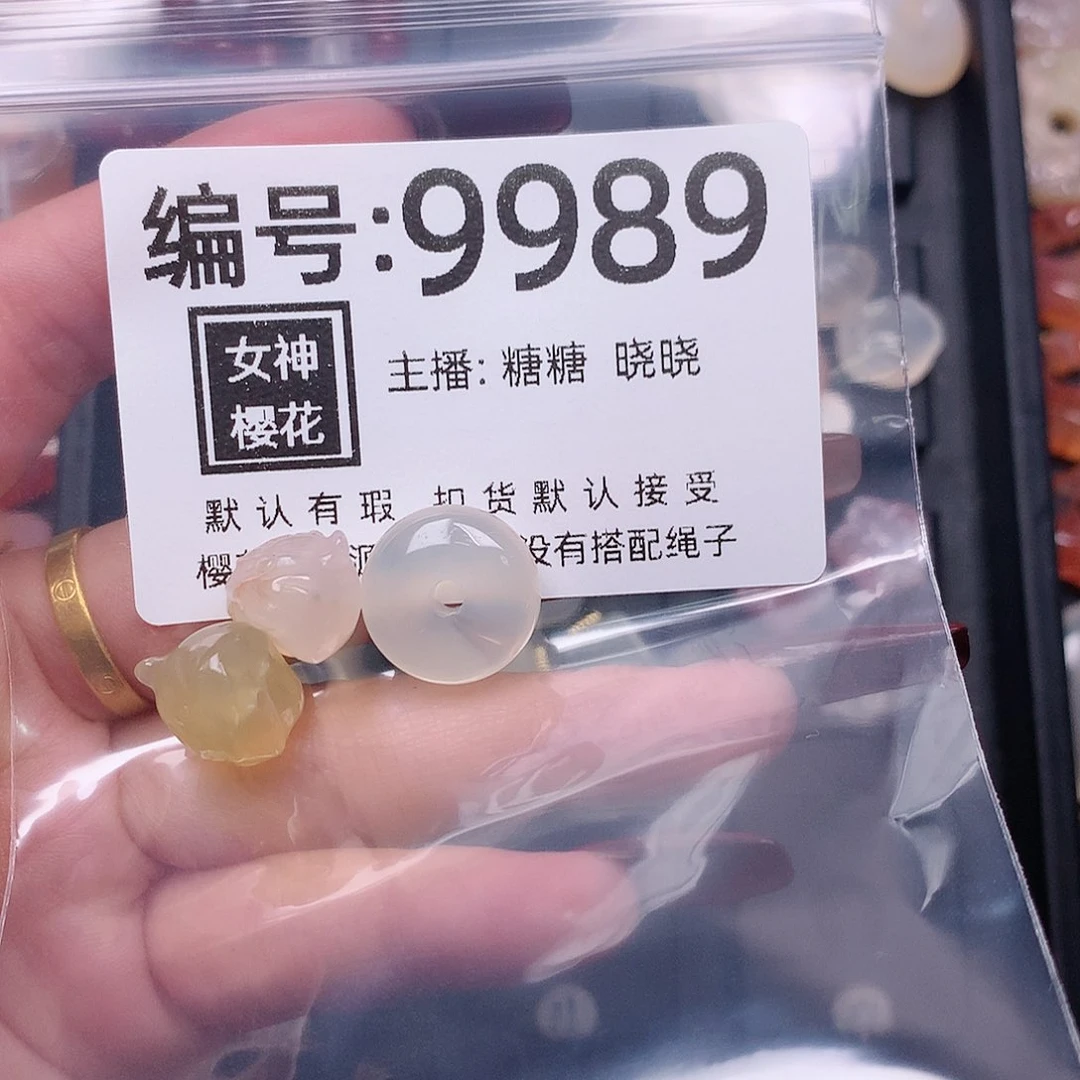 编号:9989
女神
樱花
主播: 糖糖 晓晓
默认有瑕 扣货默认接受
樱 没有搭配绳子